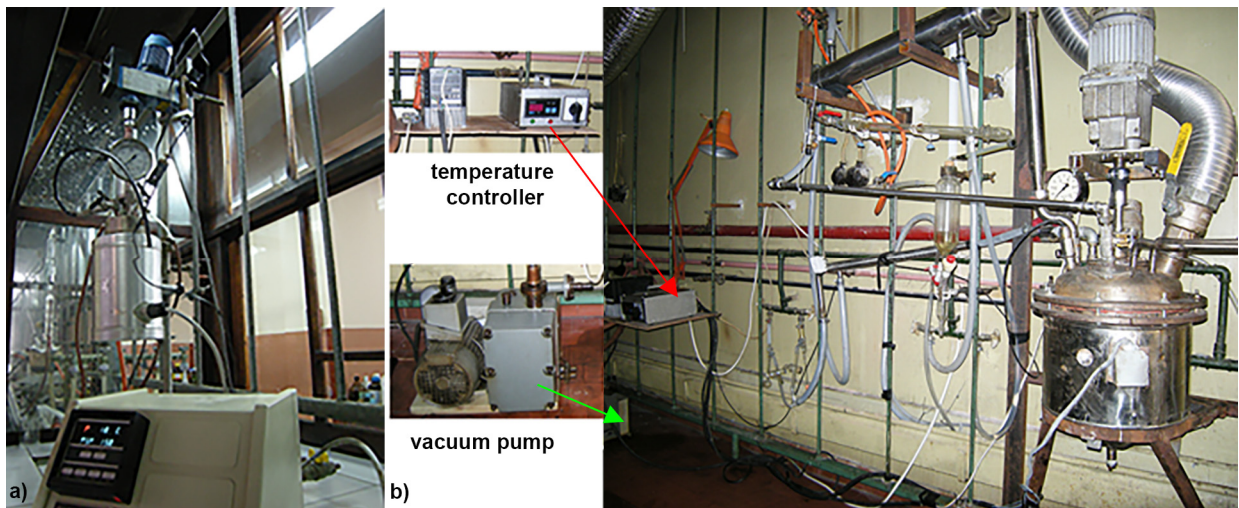 temperature
controller
vacuum pump
a)
b)